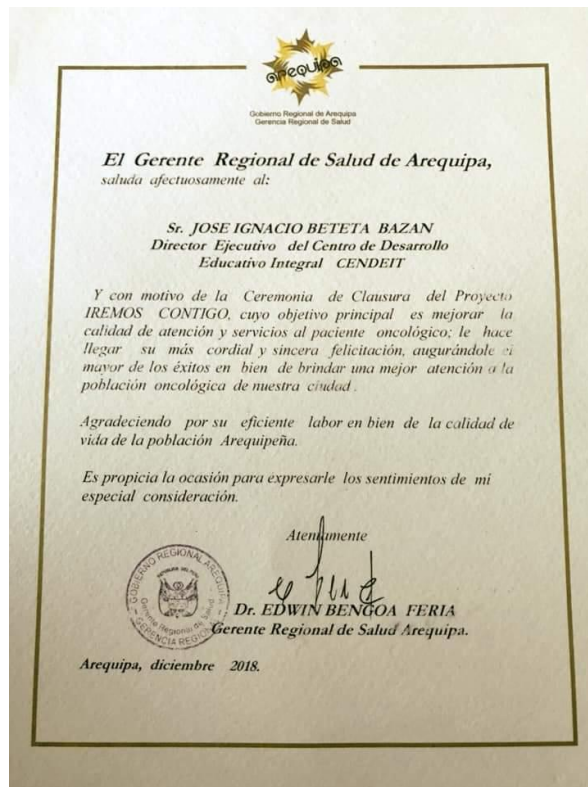 arequipa
Gobierno Regional de Arequipa
Gerencia Regional de Salud
El Gerente Regional de Salud de Arequipa,
saluda afectuosamente al:
Sr. JOSE IGNACIO BETETA BAZAN
Director Ejecutivo del Centro de Desarrollo
Educativo Integral CENDEIT
Y con motivo de la Ceremonia de Clausura del Proyecto
IREMOS CONTIGO, cuyo objetivo principal es mejorar la
calidad de atención y servicios al paciente oncológico; le hace
llegar su más cordial y sincera felicitación, augurándole el
mayor de los éxitos en bien de brindar una mejor atención a la
población oncológica de nuestra ciudad.
Agradeciendo por su eficiente labor en bien de la calidad de
vida de la población Arequipeña.
Es propicia la ocasión para expresarle los sentimientos de mi
especial consideración.
Atentamente
GOBIERNO REGIONAL AREQUIPA
REPUBLICA DEL PERU
Gerente Regional de Salud
GERENCIA REGIONAL
Dr. EDWIN BENGOA FERIA
Gerente Regional de Salud Arequipa.
Arequipa, diciembre 2018.